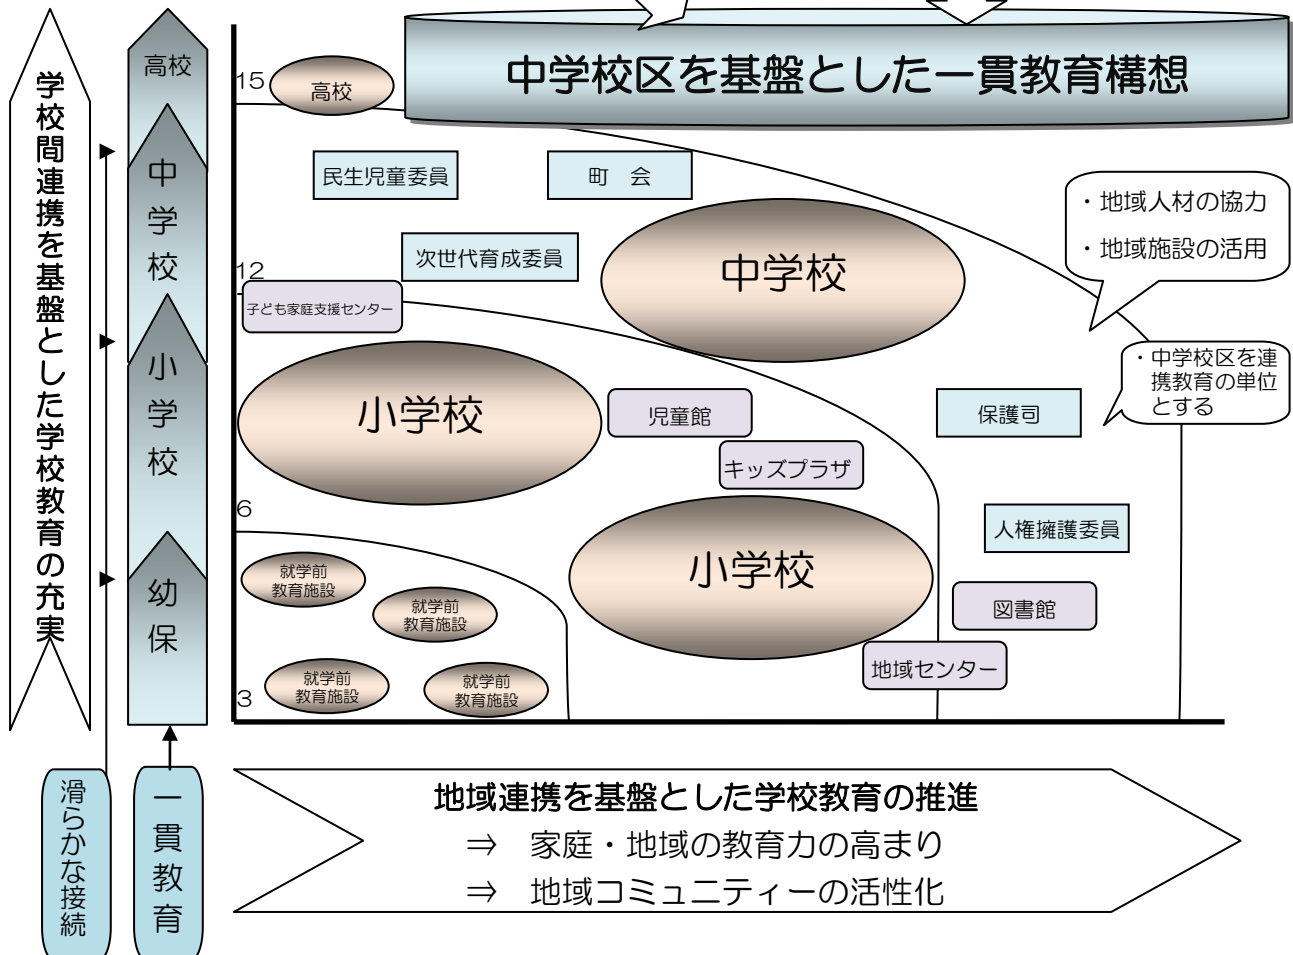 中学校区を基盤とした一貫教育構想
学校間連携を基盤とした学校教育の充実
高校
中学校
小学校
幼保
滑らかな接続
一貫教育
15
高校
民生児童委員
町　会
・地域人材の協力
・地域施設の活用
12
次世代育成委員
中学校
子ども家庭支援センター
・中学校区を連
携教育の単位
とする
小学校
児童館
保護司
キッズプラザ
6
人権擁護委員
小学校
就学前
教育施設
就学前
教育施設
図書館
地域センター
3
就学前
教育施設
就学前
教育施設
地域連携を基盤とした学校教育の推進
⇒　家庭・地域の教育力の高まり
⇒　地域コミュニティーの活性化